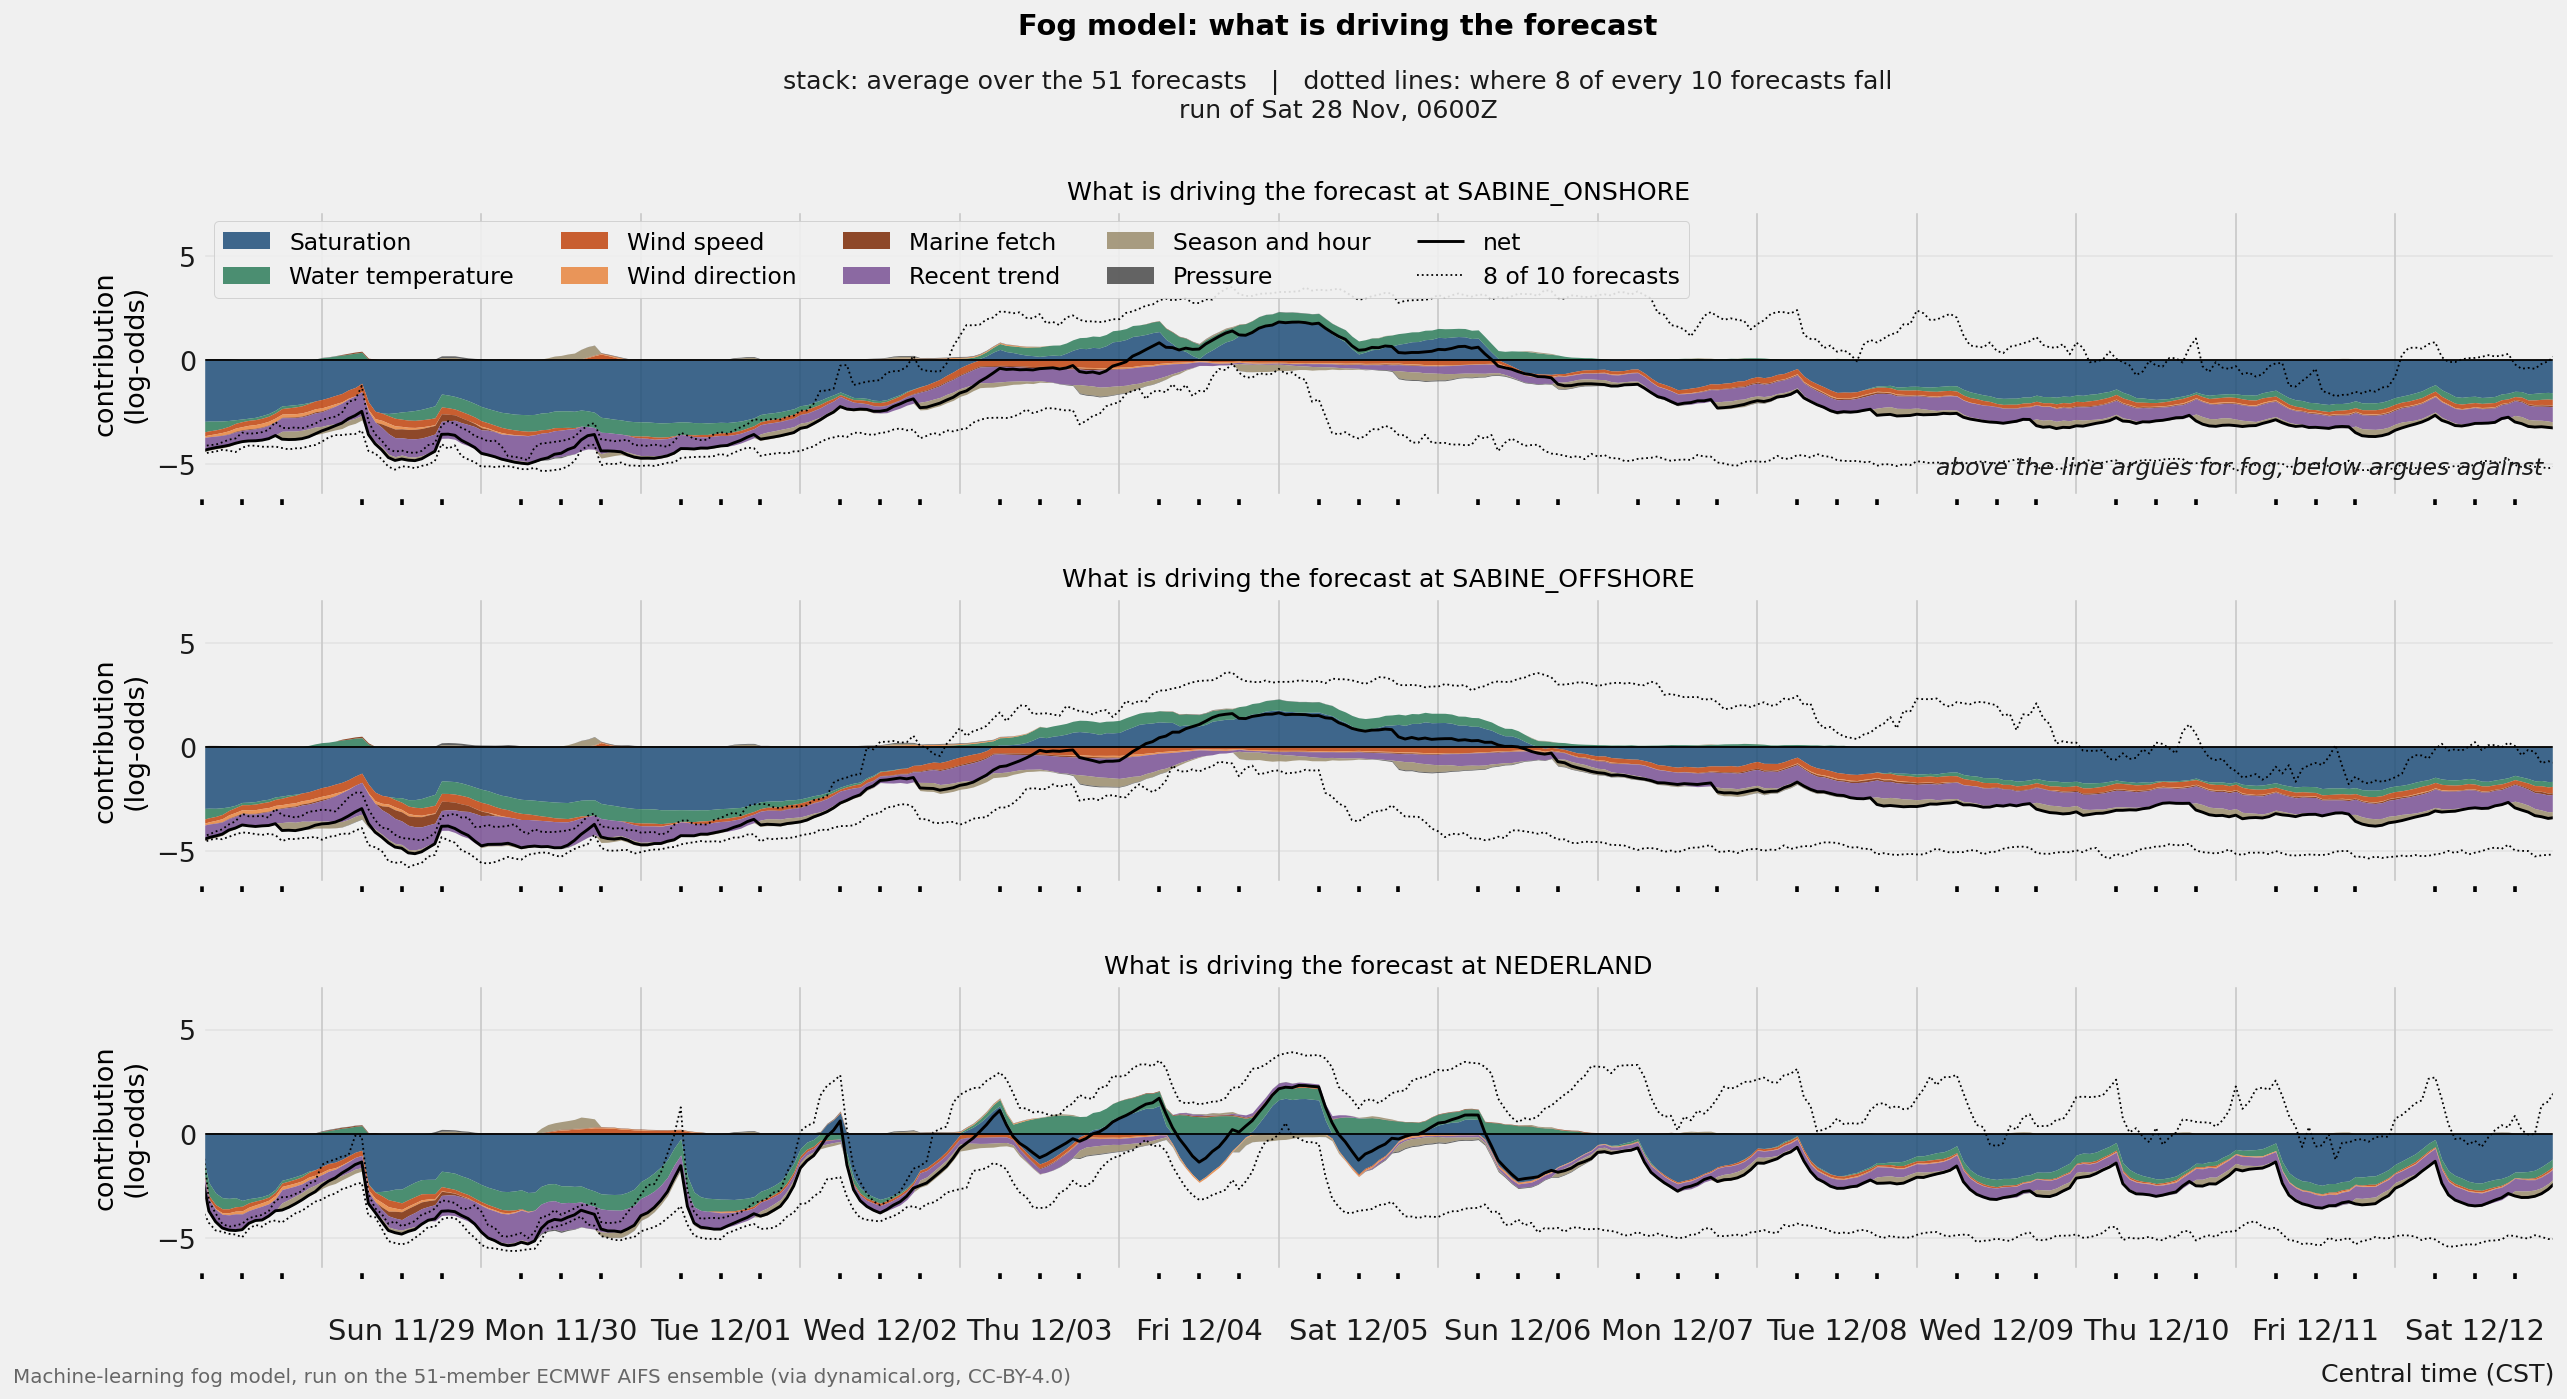 Fog model: what is driving the forecast
stack: average over the 51 forecasts | dotted lines: where 8 of every 10 forecasts fall
run of Sat 28 Nov, 0600Z
What is driving the forecast at SABINE_ONSHORE
Saturation Wind speed Marine fetch Season and hour net
Water temperature Wind direction Recent trend Pressure 8 of 10 forecasts
contribution
(log-odds)
5
0
−5
above the line argues for fog, below argues against
What is driving the forecast at SABINE_OFFSHORE
contribution
(log-odds)
5
0
−5
What is driving the forecast at NEDERLAND
contribution
(log-odds)
5
0
−5
Sun 11/29 Mon 11/30 Tue 12/01 Wed 12/02 Thu 12/03 Fri 12/04 Sat 12/05 Sun 12/06 Mon 12/07 Tue 12/08 Wed 12/09 Thu 12/10 Fri 12/11 Sat 12/12
Central time (CST)
Machine-learning fog model, run on the 51-member ECMWF AIFS ensemble (via dynamical.org, CC-BY-4.0)